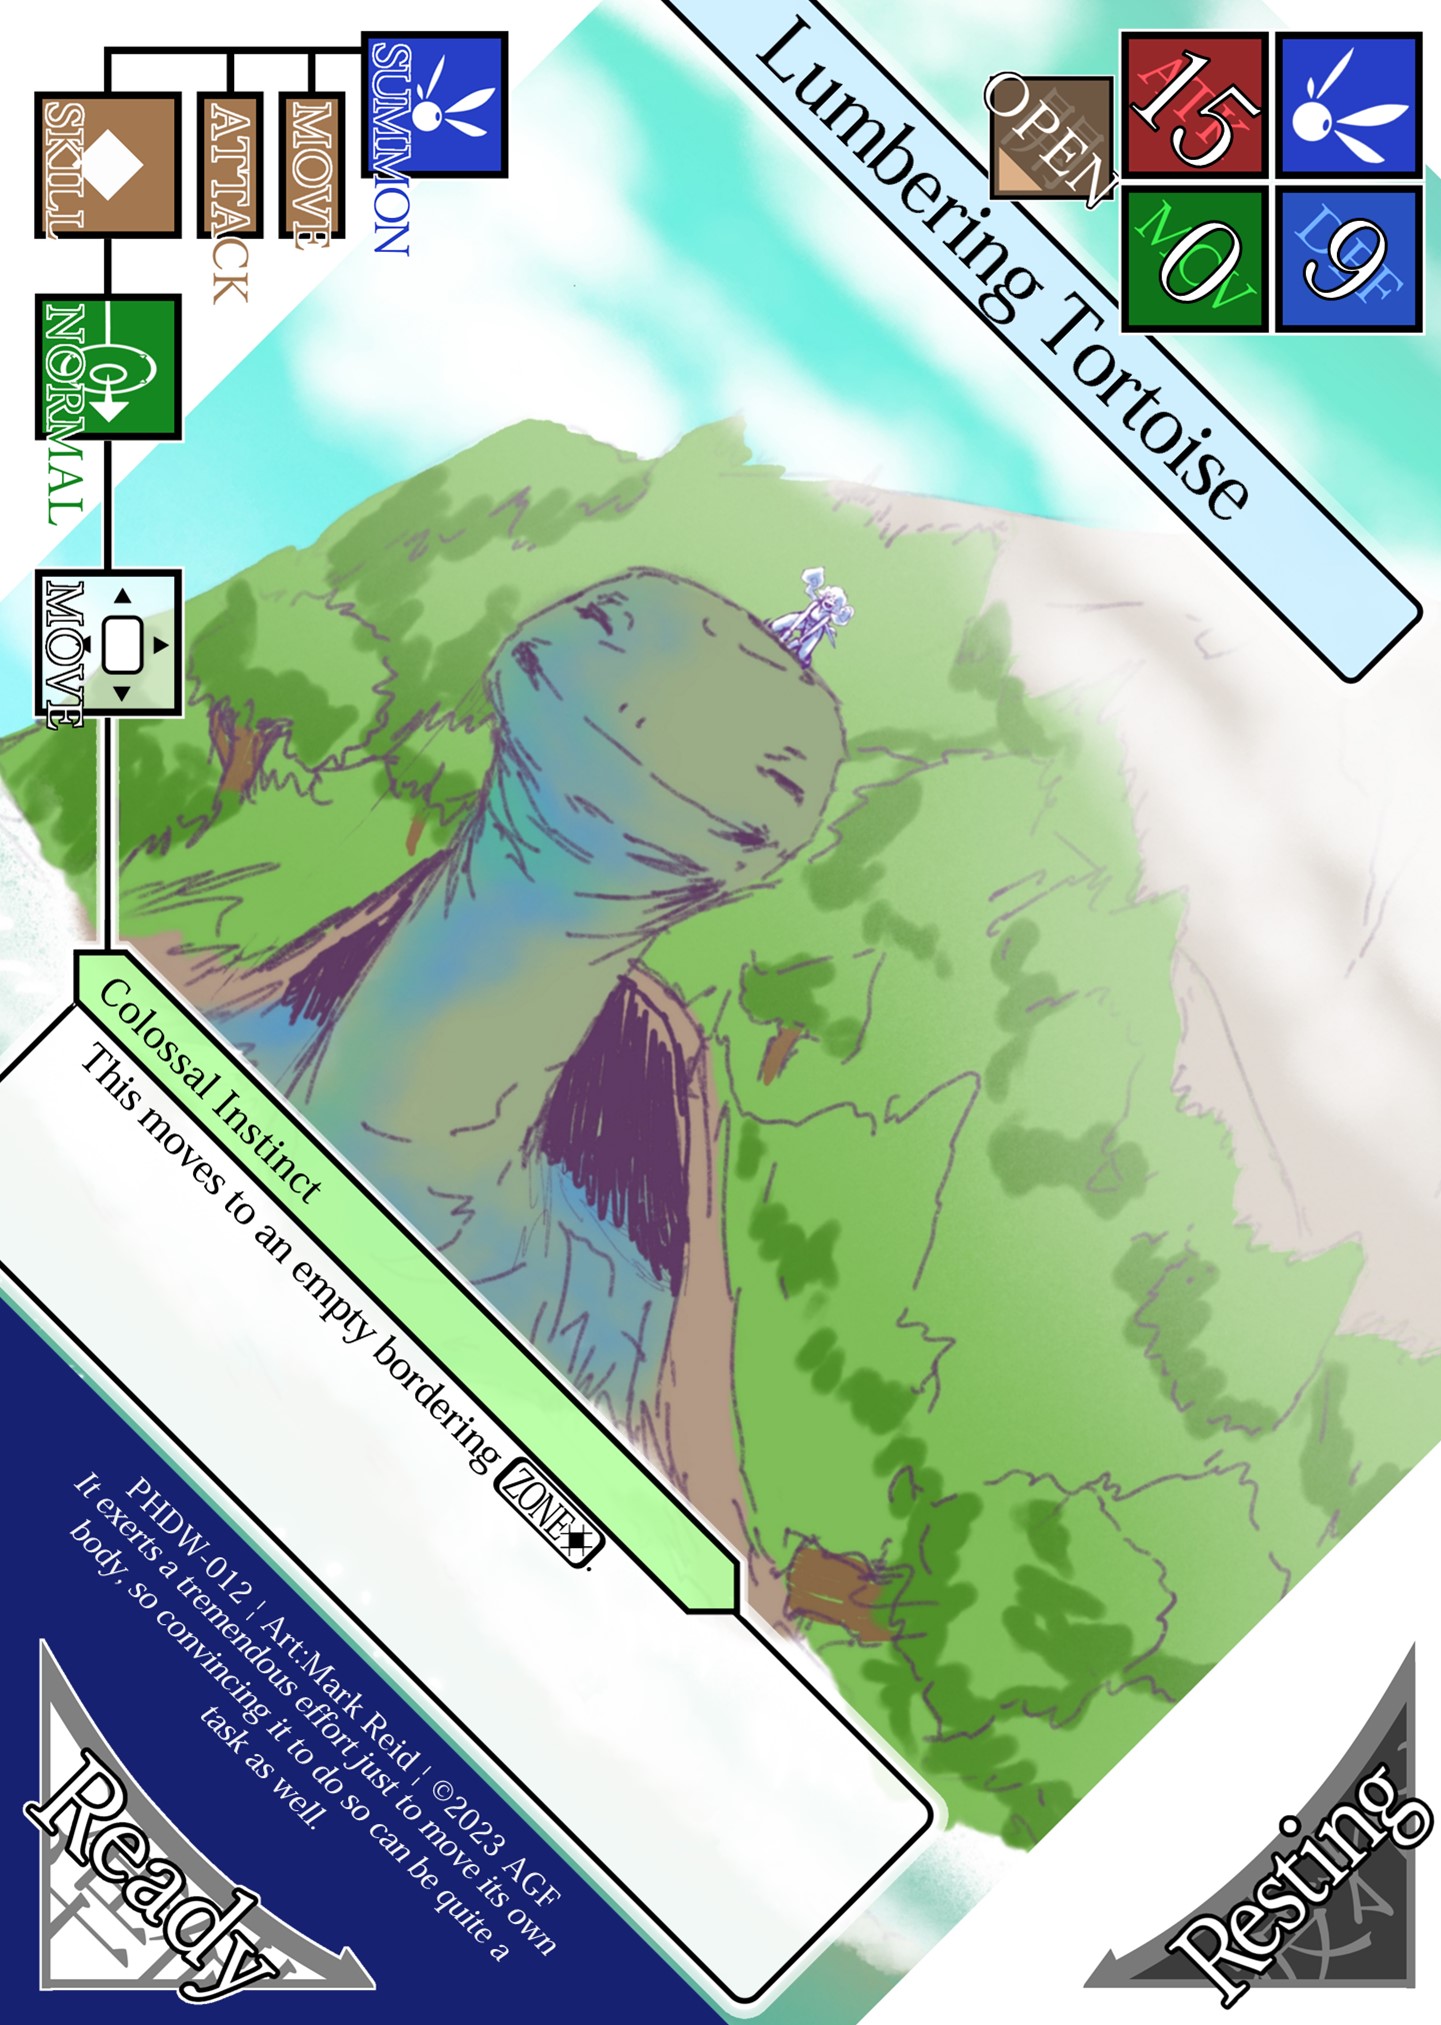 Lumbering Tortoise
OPEN
ATK 15
MOV 0
DEF 9
SUMMON
MOVE
ATTACK
SKILL
NORMAL
MOVE
Colossal Instinct
This moves to an empty bordering ZONE.
PHDW-012 ¦ Art:Mark Reid ¦ ©2023 AGF
It exerts a tremendous effort just to move its own
body, so convincing it to do so can be quite a
task as well.
Ready
Resting